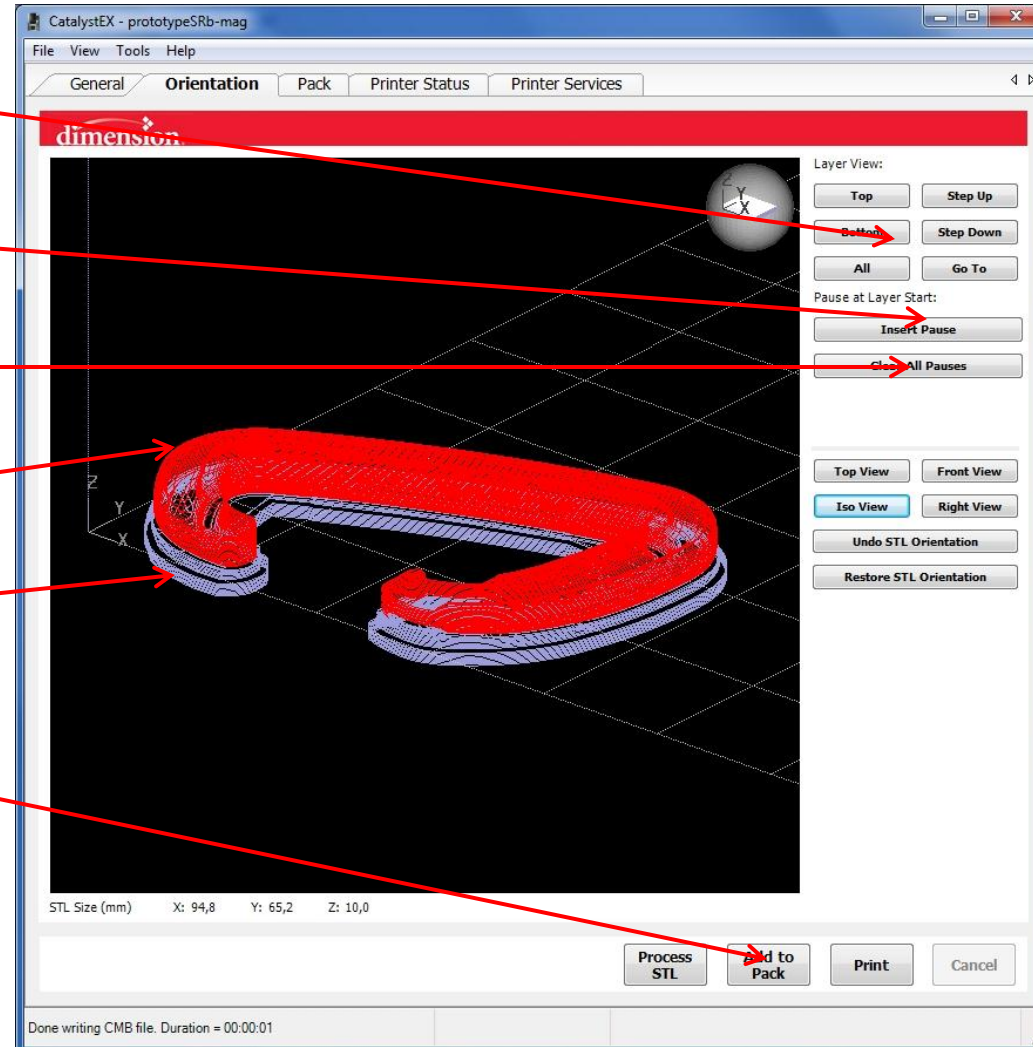 CatalystEX - prototypeSRb-mag
File View Tools Help
General Orientation Pack Printer Status Printer Services
dimension
Layer View:
Top Step Up
Bottom Step Down
All Go To
Pause at Layer Start:
Insert Pause
Clear All Pauses
Top View Front View
Iso View Right View
Undo STL Orientation
Restore STL Orientation
Z
Y
X
Z
Y
X
STL Size (mm) X: 94,8 Y: 65,2 Z: 10,0
Process STL Add to Pack Print Cancel
Done writing CMB file. Duration = 00:00:01